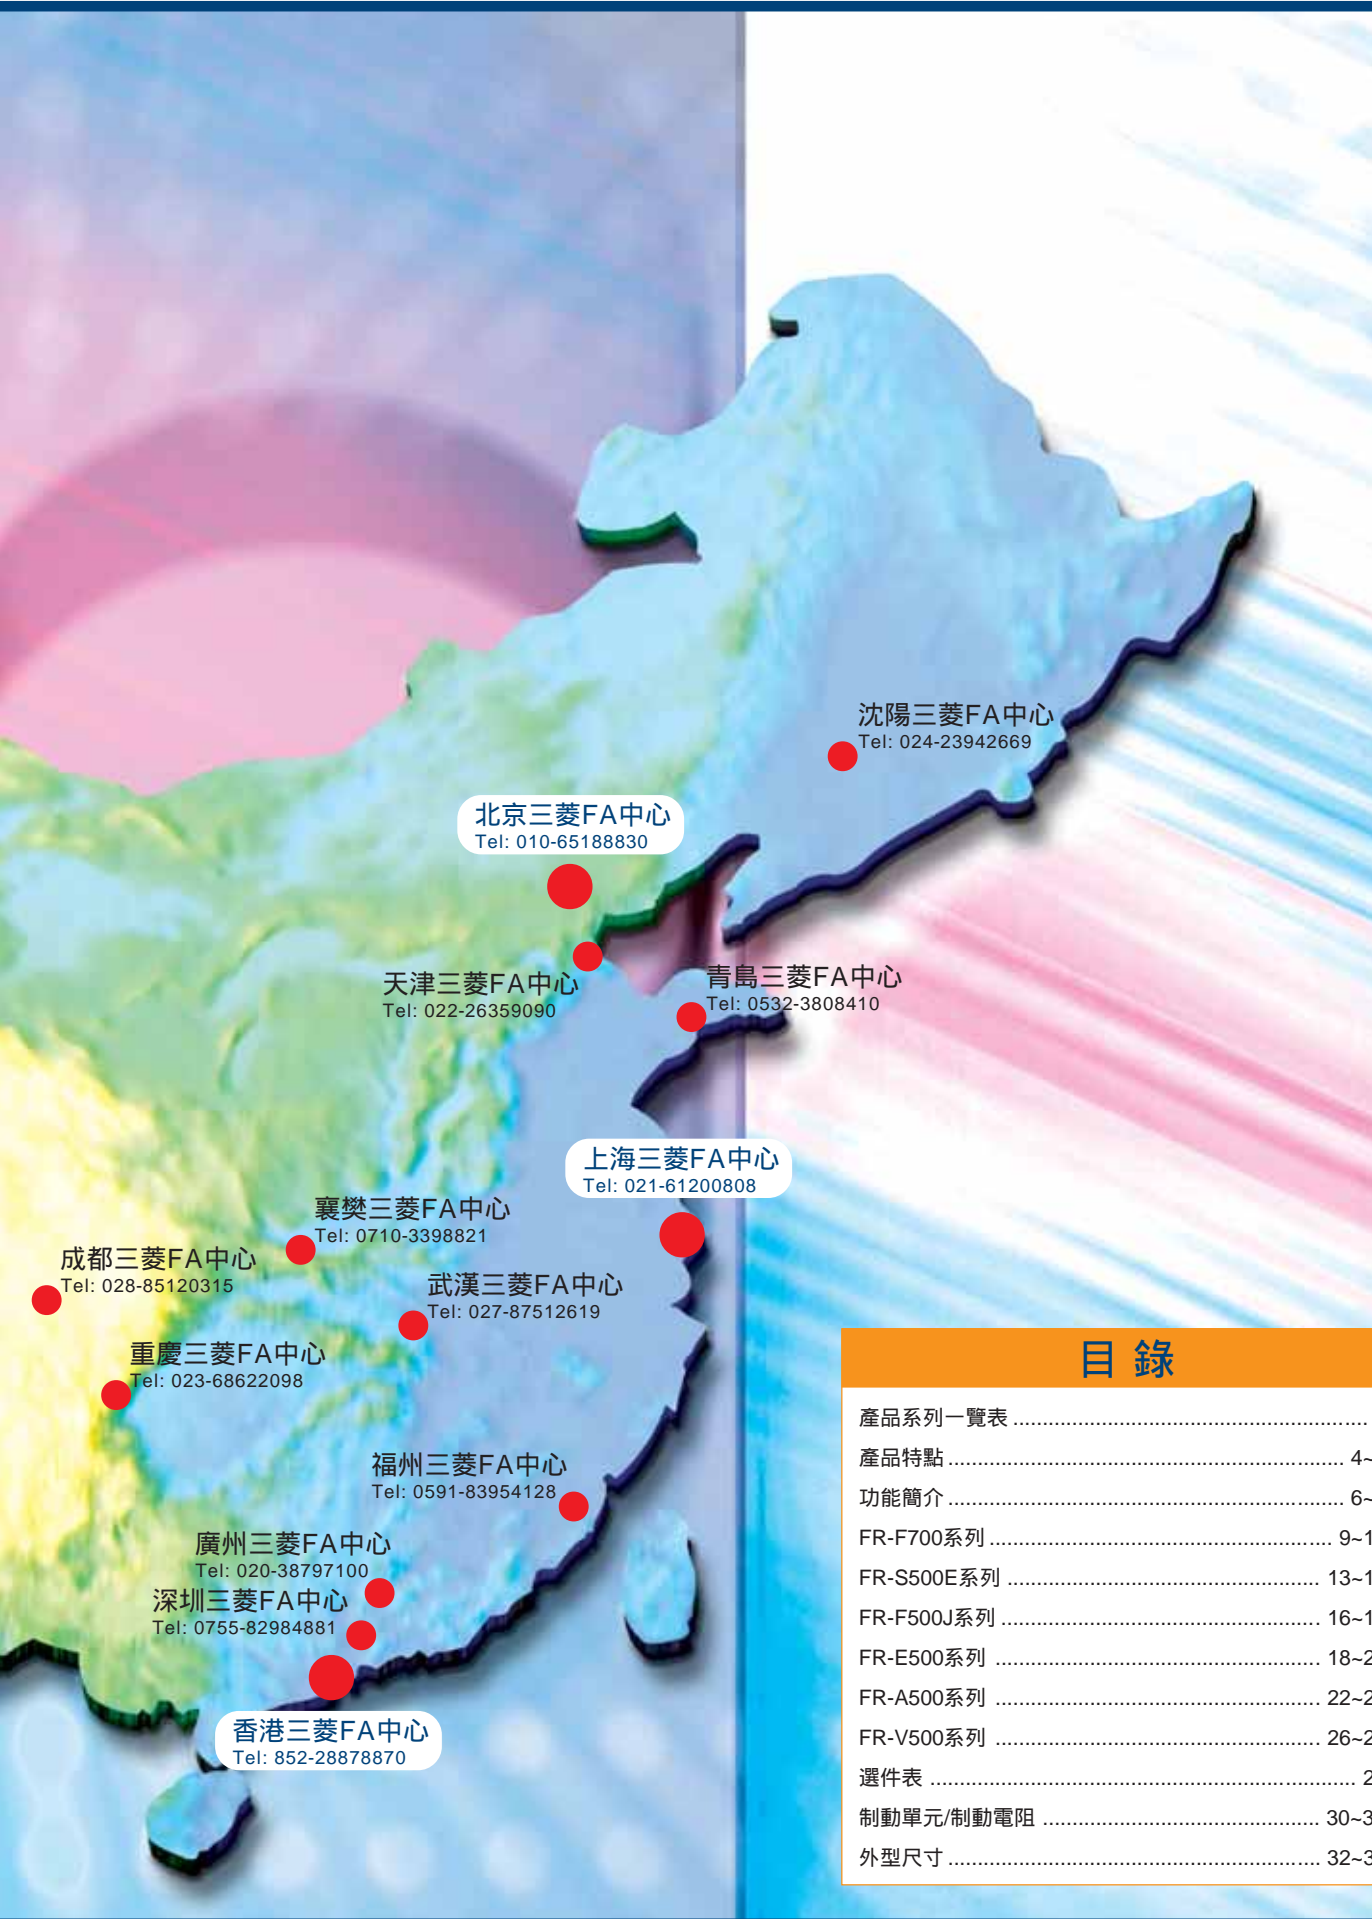 沈陽三菱FA中心
Tel: 024-23942669
北京三菱FA中心
Tel: 010-65188830
天津三菱FA中心
Tel: 022-26359090
青島三菱FA中心
Tel: 0532-3808410
上海三菱FA中心
Tel: 021-61200808
襄樊三菱FA中心
Tel: 0710-3398821
成都三菱FA中心
Tel: 028-85120315
武漢三菱FA中心
Tel: 027-87512619
重慶三菱FA中心
Tel: 023-68622098
福州三菱FA中心
Tel: 0591-83954128
廣州三菱FA中心
Tel: 020-38797100
深圳三菱FA中心
Tel: 0755-82984881
香港三菱FA中心
Tel: 852-28878870
目 錄
產品系列一覽表 ............................................................
產品特點 .................................................................... 4~
功能簡介 .................................................................... 6~
FR-F700系列 ........................................................... 9~1
FR-S500E系列 ...................................................... 13~1
FR-F500J系列 ....................................................... 16~1
FR-E500系列 ........................................................ 18~2
FR-A500系列 ........................................................ 22~2
FR-V500系列 ........................................................ 26~2
選件表 ......................................................................... 2
制動單元/制動電阻 ................................................ 30~3
外型尺寸 ................................................................ 32~3